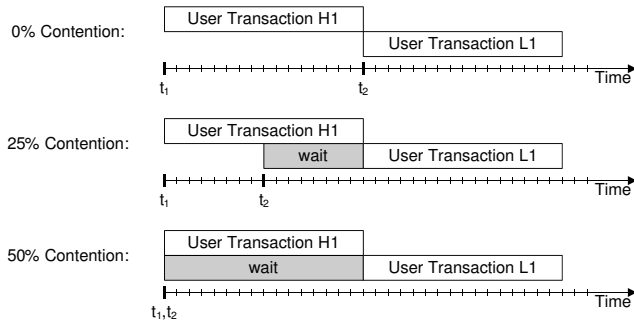 User Transaction H1
0% Contention:
User Transaction L1
Time
t₁ t₂
User Transaction H1
25% Contention:
wait User Transaction L1
Time
t₁ t₂
User Transaction H1
50% Contention:
wait User Transaction L1
Time
t₁,t₂